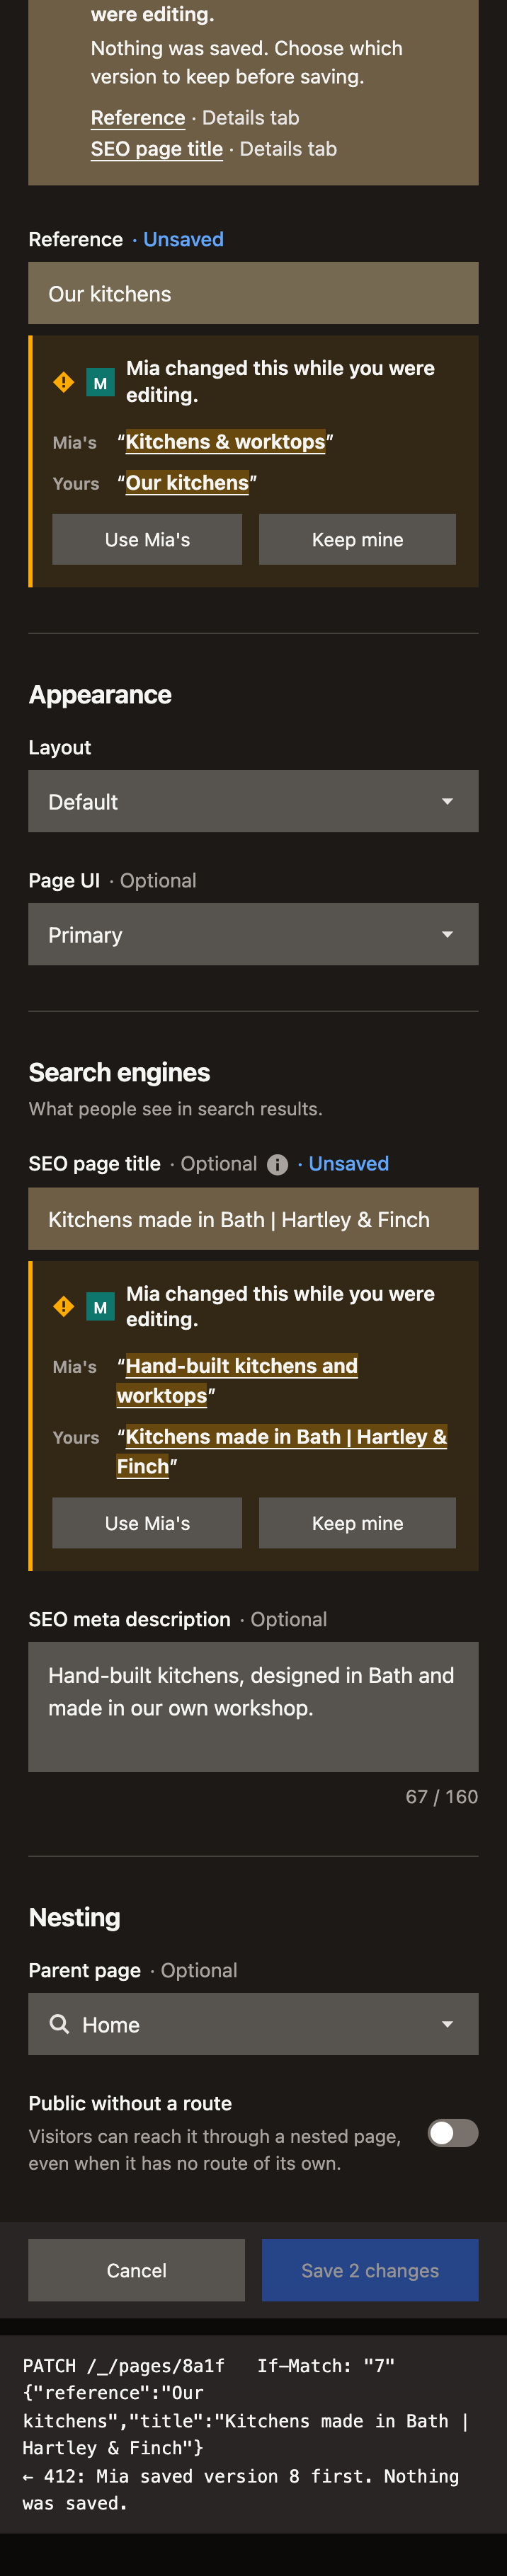 were editing.
Nothing was saved. Choose which
version to keep before saving.
Reference · Details tab
SEO page title · Details tab
Reference · Unsaved
Our kitchens
M
Mia changed this while you were
editing.
Mia's “Kitchens & worktops”
Yours “Our kitchens”
Use Mia's
Keep mine
Appearance
Layout
Default
Page UI · Optional
Primary
Search engines
What people see in search results.
SEO page title · Optional · Unsaved
Kitchens made in Bath | Hartley & Finch
M
Mia changed this while you were
editing.
Mia's “Hand-built kitchens and
worktops”
Yours “Kitchens made in Bath | Hartley &
Finch”
Use Mia's
Keep mine
SEO meta description · Optional
Hand-built kitchens, designed in Bath and
made in our own workshop.
67 / 160
Nesting
Parent page · Optional
Home
Public without a route
Visitors can reach it through a nested page,
even when it has no route of its own.
Cancel
Save 2 changes
PATCH /_/pages/8a1f If-Match: "7"
{"reference":"Our
kitchens","title":"Kitchens made in Bath |
Hartley & Finch"}
← 412: Mia saved version 8 first. Nothing
was saved.